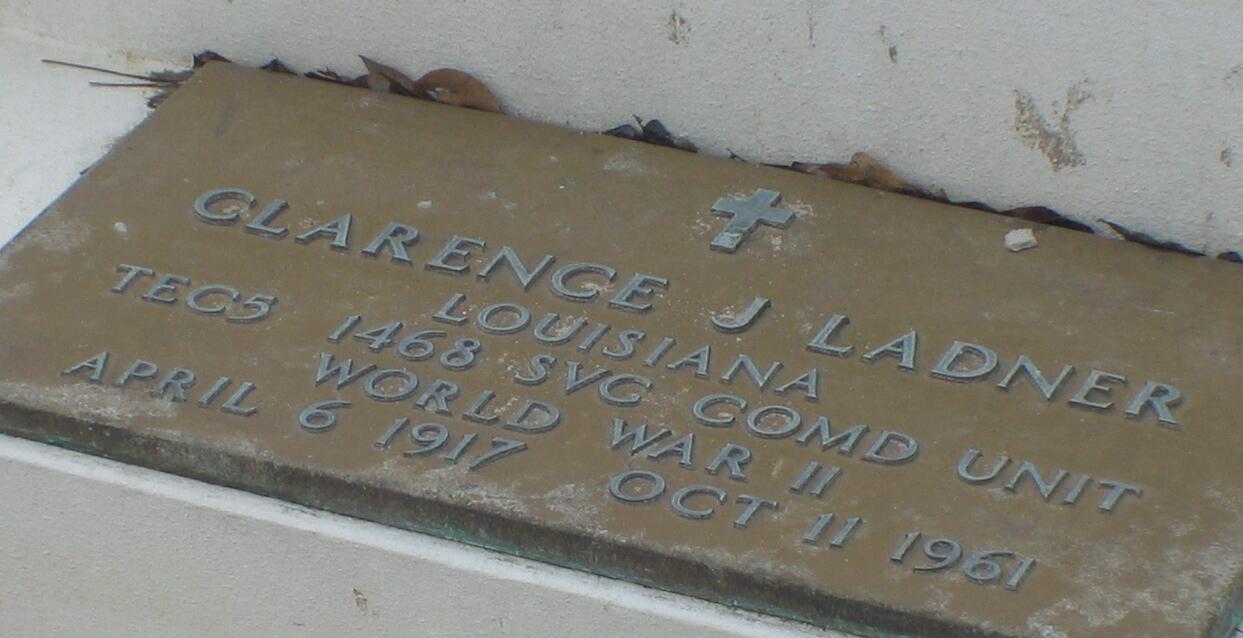 CLARENCE J LADNER
LOUISIANA
TEC5 1468 SVC COMD UNIT
WORLD WAR II
APRIL 6 1917 OCT 11 1961